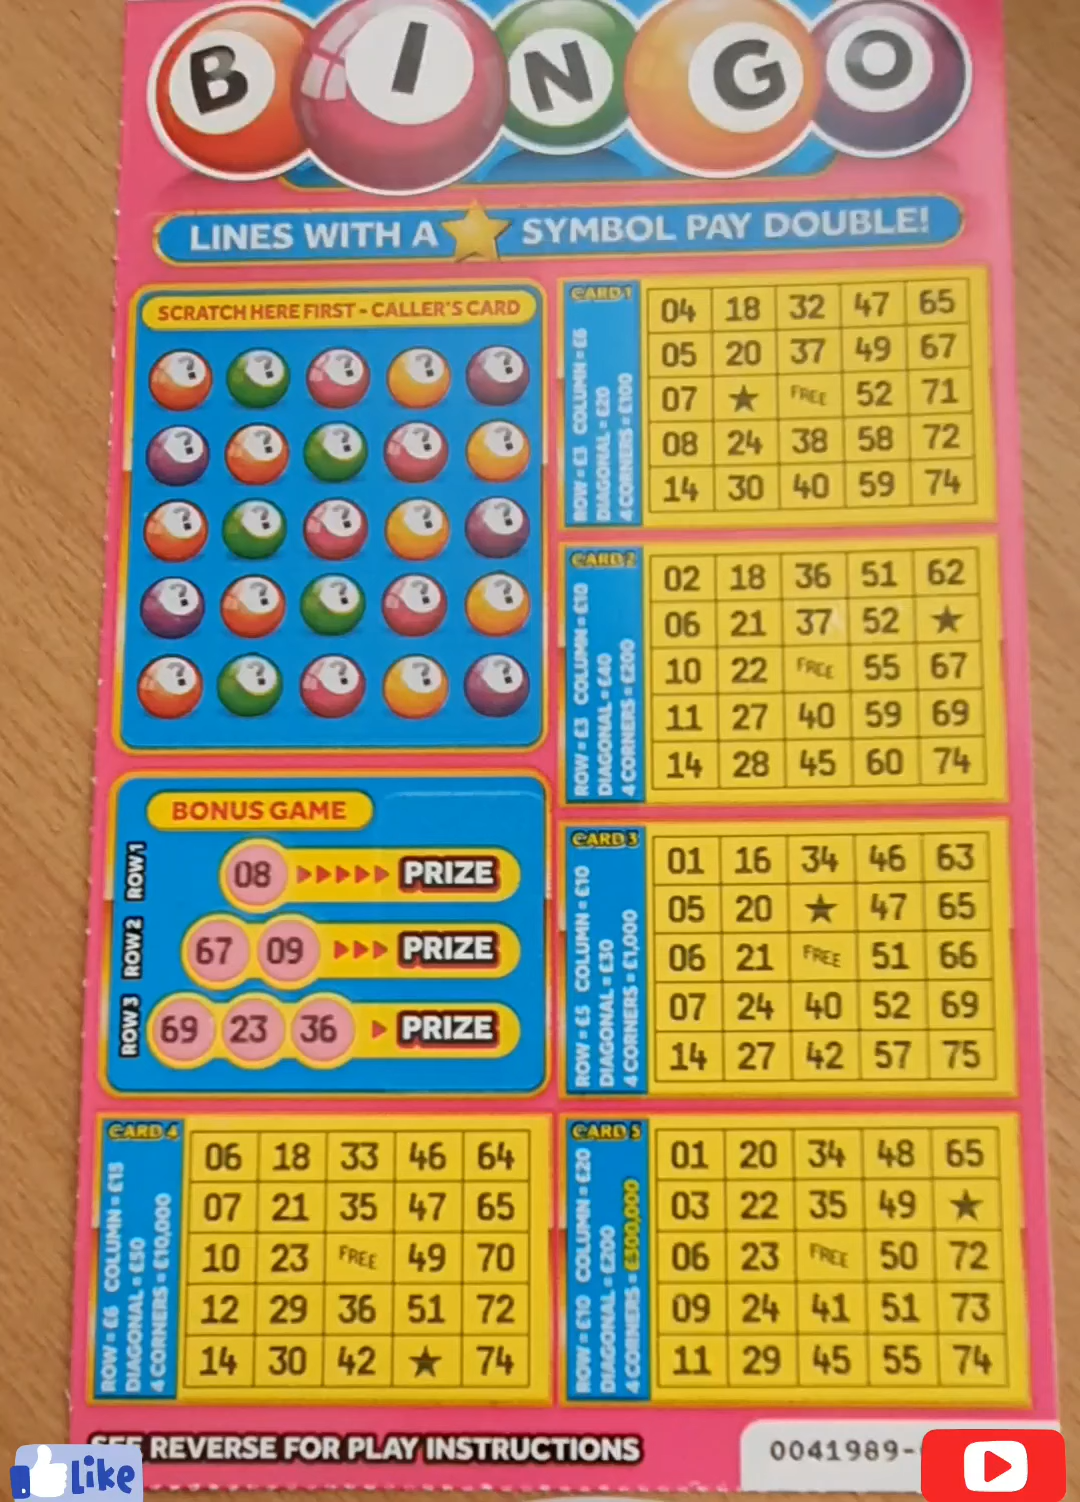 B I N G O
LINES WITH A ★ SYMBOL PAY DOUBLE!
SCRATCH HERE FIRST - CALLER'S CARD
? ? ? ? ?
? ? ? ? ?
? ? ? ? ?
? ? ? ? ?
? ? ? ? ?
CARD 1
ROW = £3 COLUMN = £6
DIAGONAL = £20
4 CORNERS = £100
04 18 32 47 65
05 20 37 49 67
07 ★ FREE 52 71
08 24 38 58 72
14 30 40 59 74
CARD 2
ROW = £3 COLUMN = £10
DIAGONAL = £40
4 CORNERS = £200
02 18 36 51 62
06 21 37 52 ★
10 22 FREE 55 67
11 27 40 59 69
14 28 45 60 74
BONUS GAME
ROW 1 08 PRIZE
ROW 2 67 09 PRIZE
ROW 3 69 23 36 PRIZE
CARD 3
ROW = £5 COLUMN = £10
DIAGONAL = £30
4 CORNERS = £1,000
01 16 34 46 63
05 20 ★ 47 65
06 21 FREE 51 66
07 24 40 52 69
14 27 42 57 75
CARD 4
ROW = £6 COLUMN = £15
DIAGONAL = £50
4 CORNERS = £10,000
06 18 33 46 64
07 21 35 47 65
10 23 FREE 49 70
12 29 36 51 72
14 30 42 ★ 74
CARD 5
ROW = £10 COLUMN = £20
DIAGONAL = £200
4 CORNERS = £300,000
01 20 34 48 65
03 22 35 49 ★
06 23 FREE 50 72
09 24 41 51 73
11 29 45 55 74
SEE REVERSE FOR PLAY INSTRUCTIONS
0041989-
Like